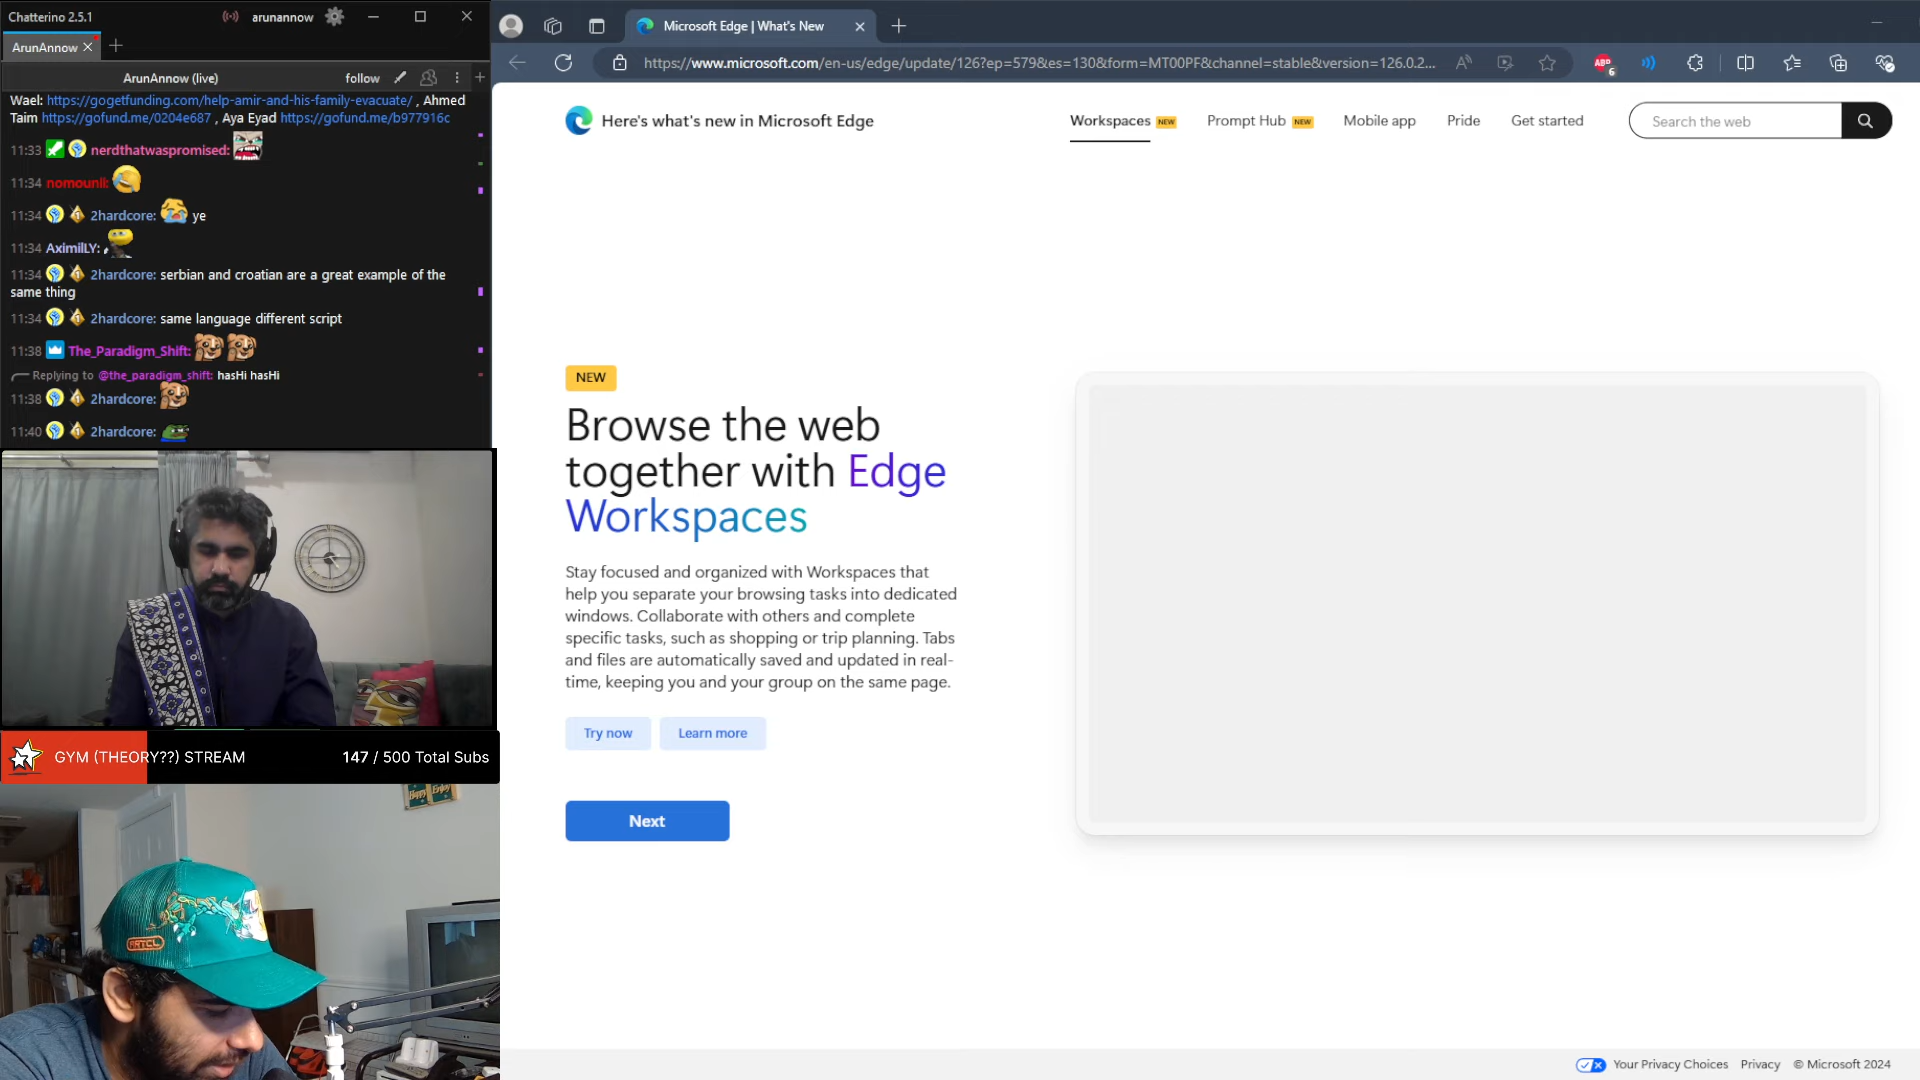 Chatterino 2.5.1
arunannow
ArunAnnow
ArunAnnow (live)
follow
Wael: https://gogetfunding.com/help-amir-and-his-family-evacuate/ , Ahmed
Taim https://gofund.me/0204e687 , Aya Eyad https://gofund.me/b977916c
11:33 nerdthatwaspromised:
11:34 nomounii:
11:34 2hardcore: ye
11:34 AximilLY:
11:34 2hardcore: serbian and croatian are a great example of the
same thing
11:34 2hardcore: same language different script
11:38 The_Paradigm_Shift:
Replying to @the_paradigm_shift: hasHi hasHi
11:38 2hardcore:
11:40 2hardcore:
GYM (THEORY??) STREAM
147 / 500 Total Subs
Happy
Enjoy
ARTCL
Microsoft Edge | What's New
https://www.microsoft.com/en-us/edge/update/126?ep=579&es=130&form=MT00PF&channel=stable&version=126.0.2...
ABP
6
Here's what's new in Microsoft Edge
Workspaces NEW
Prompt Hub NEW
Mobile app
Pride
Get started
Search the web
NEW
Browse the web
together with Edge
Workspaces
Stay focused and organized with Workspaces that
help you separate your browsing tasks into dedicated
windows. Collaborate with others and complete
specific tasks, such as shopping or trip planning. Tabs
and files are automatically saved and updated in real-
time, keeping you and your group on the same page.
Try now
Learn more
Next
Your Privacy Choices
Privacy
© Microsoft 2024